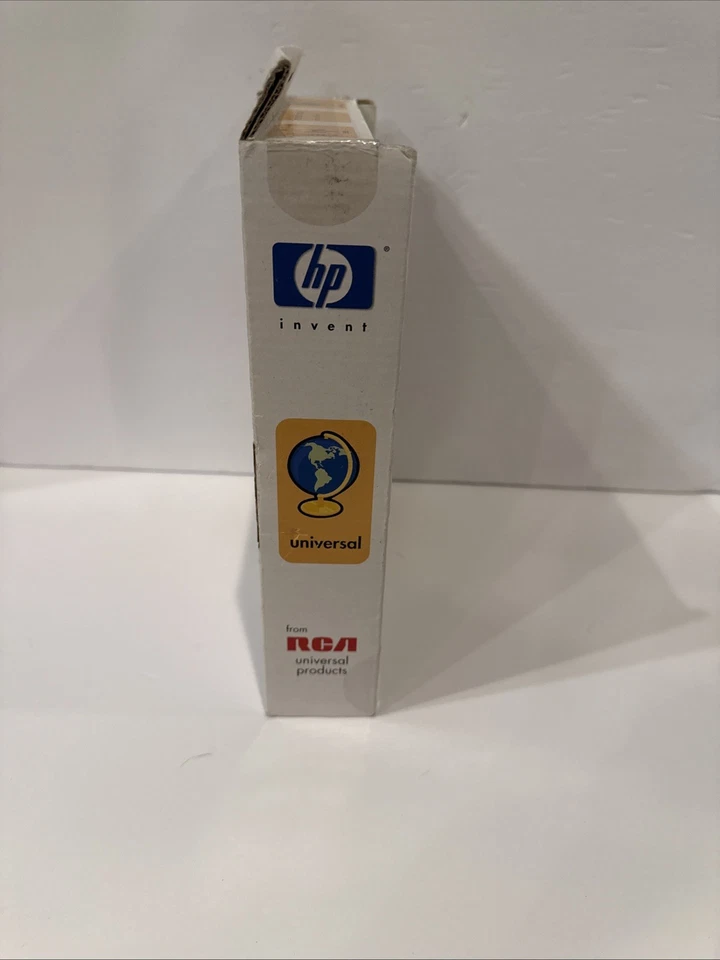 hp
®
invent
universal
from
RCA
universal
products